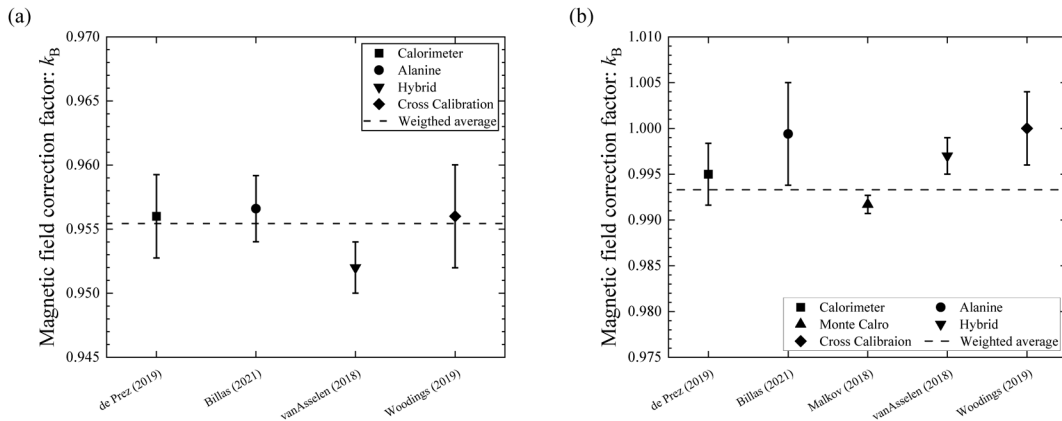 (a)
Magnetic field correction factor: kB
0.970
0.965
0.960
0.955
0.950
0.945
Calorimeter
Alanine
Hybrid
Cross Calibration
Weigthed average
de Prez (2019)
Billas (2021)
vanAsselen (2018)
Woodings (2019)
(b)
Magnetic field correction factor: kB
1.010
1.005
1.000
0.995
0.990
0.985
0.980
0.975
Calorimeter Alanine
Monte Calro Hybrid
Cross Calibraion Weighted average
de Prez (2019)
Billas (2021)
Malkov (2018)
vanAsselen (2018)
Woodings (2019)